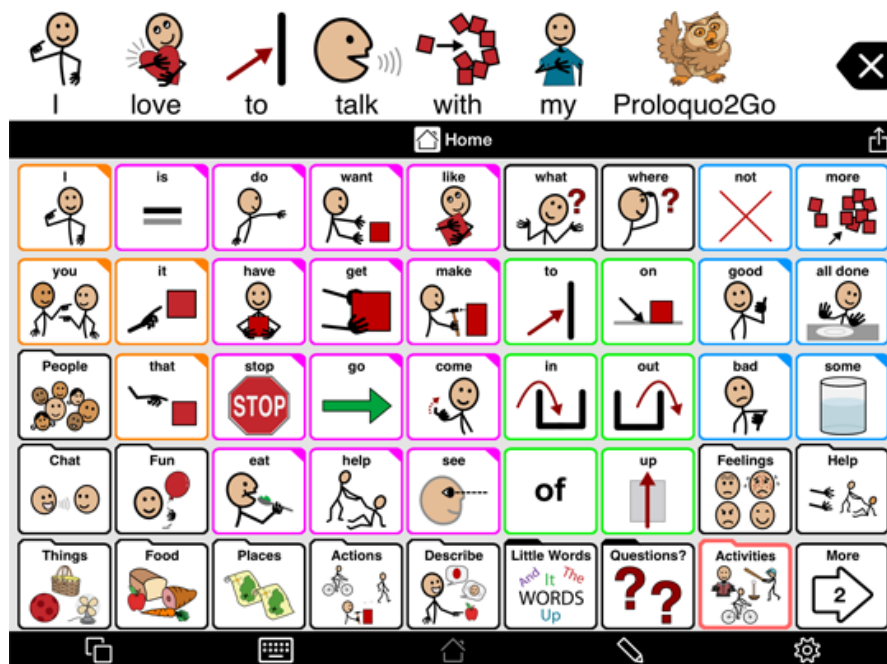 I love to talk with my Proloquo2Go
Home
I is do want like what where not more
you it have get make to on good all done
People that stop go come in out bad some
STOP
Chat Fun eat help see of up Feelings Help
of
Things Food Places Actions Describe Little Words Questions? Activities More
And It The
WORDS
Up
2